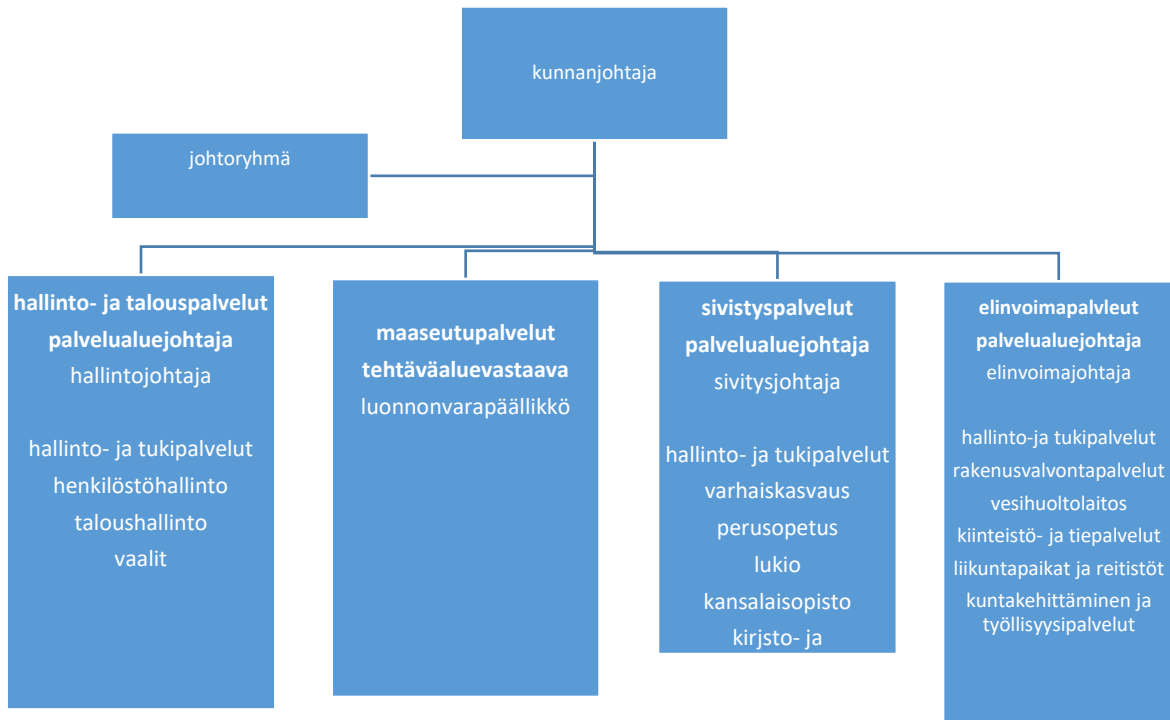 kunnanjohtaja
johtoryhmä
hallinto- ja talouspalvelut
palvelualuejohtaja
hallintojohtaja
hallinto- ja tukipalvelut
henkilöstöhallinto
taloushallinto
vaalit
maaseutupalvelut
tehtäväaluevastaava
luonnonvarapäällikkö
sivistyspalvelut
palvelualuejohtaja
sivitysjohtaja
hallinto- ja tukipalvelut
varhaiskasvaus
perusopetus
lukio
kansalaisopisto
kirjsto- ja
elinvoimapalvleut
palvelualuejohtaja
elinvoimajohtaja
hallinto-ja tukipalvelut
rakenusvalvontapalvelut
vesihuoltolaitos
kiinteistö- ja tiepalvelut
liikuntapaikat ja reitistöt
kuntakehittäminen ja
työllisyysipalvelut